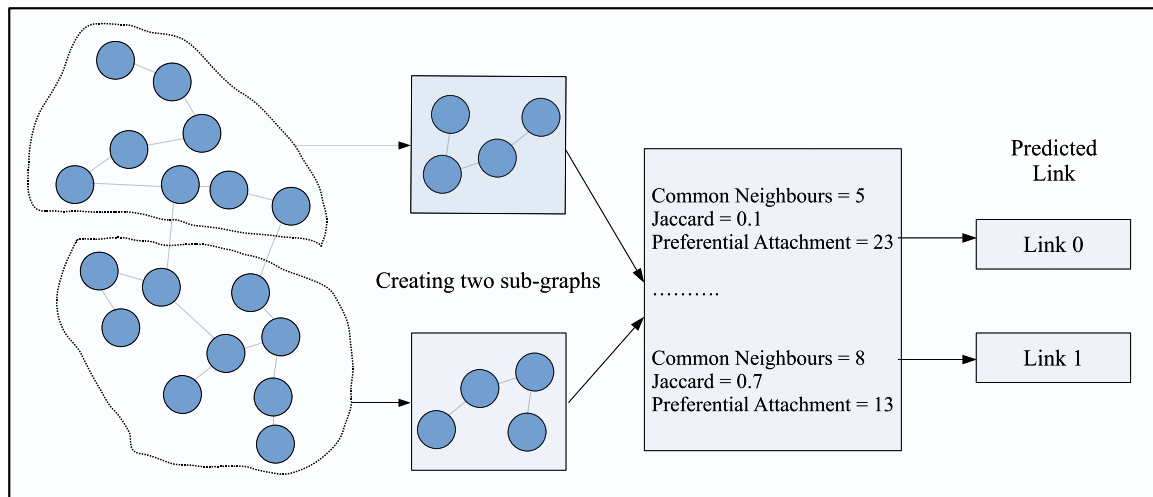 Creating two sub-graphs
Common Neighbours = 5
Jaccard = 0.1
Preferential Attachment = 23
..........
Common Neighbours = 8
Jaccard = 0.7
Preferential Attachment = 13
Predicted
Link
Link 0
Link 1